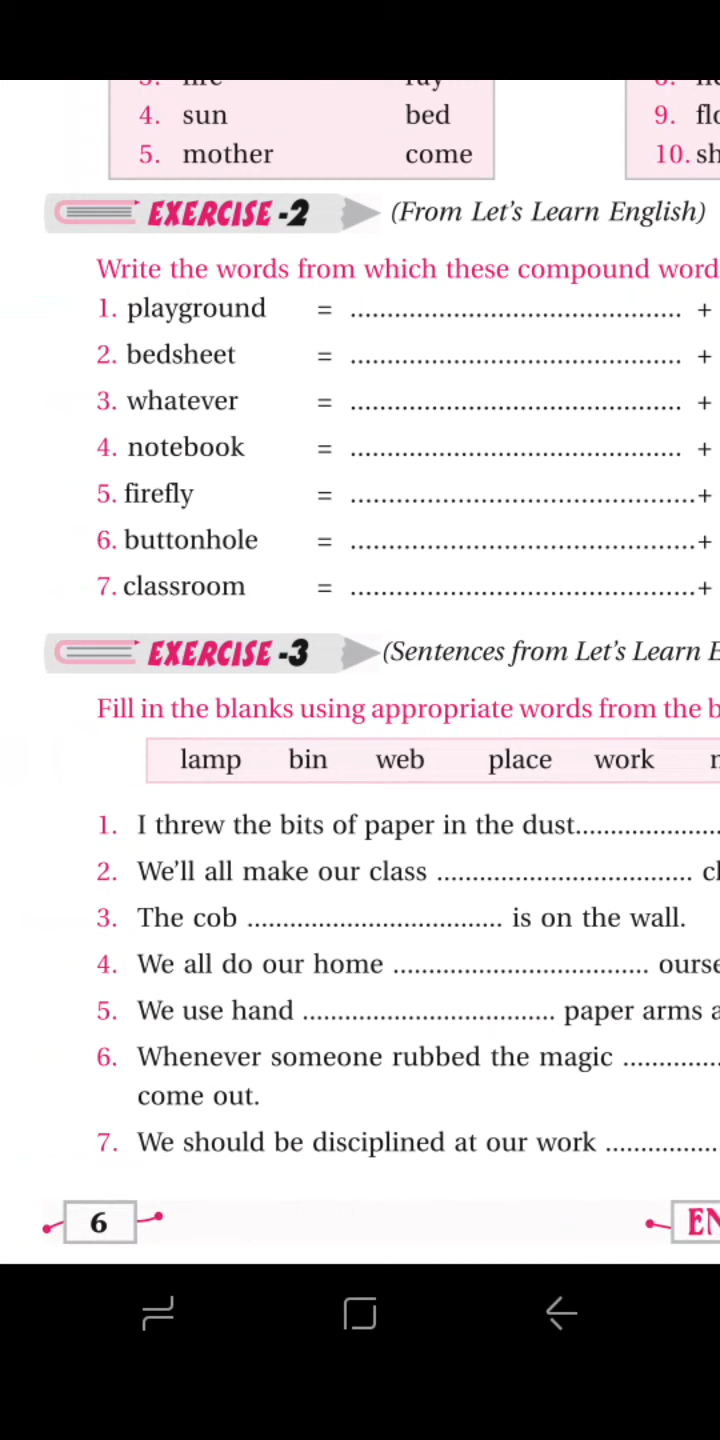 4. sun bed
5. mother come
9.
10.
EXERCISE -2 (From Let's Learn English)
Write the words from which these compound word
1. playground = ................................................ +
2. bedsheet = ................................................ +
3. whatever = ................................................ +
4. notebook = ................................................ +
5. firefly = ..................................................+
6. buttonhole = ..................................................+
7. classroom = ..................................................+
EXERCISE -3 (Sentences from Let's Learn E
Fill in the blanks using appropriate words from the b
lamp bin web place work
1. I threw the bits of paper in the dust.....................
2. We'll all make our class ..................................... cl
3. The cob ..................................... is on the wall.
4. We all do our home ..................................... ourse
5. We use hand .................................... paper arms a
6. Whenever someone rubbed the magic ..............
come out.
7. We should be disciplined at our work ................
6 EN